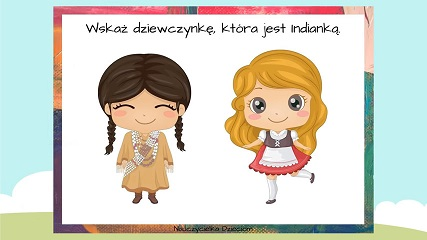 Wskaż dziewczynkę, która jest Indianką.
Nauczycielka Dzieciom